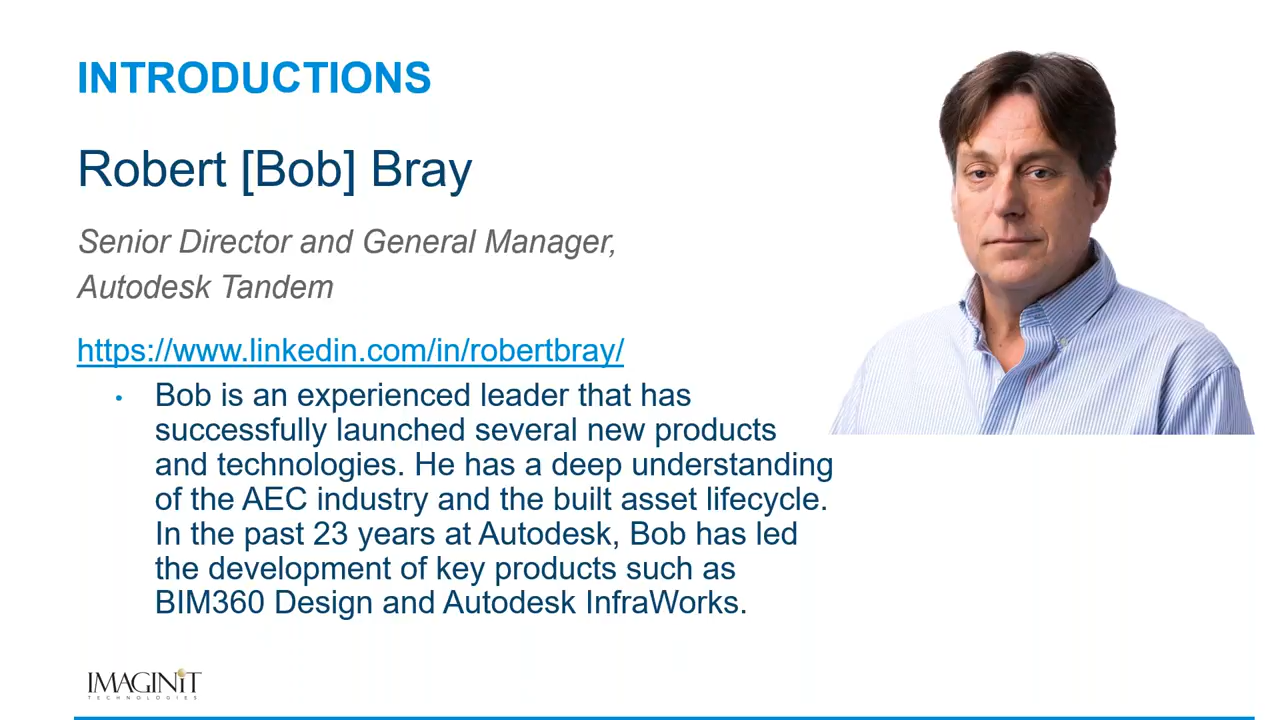 INTRODUCTIONS
Robert [Bob] Bray
Senior Director and General Manager,
Autodesk Tandem
https://www.linkedin.com/in/robertbray/
• Bob is an experienced leader that has
successfully launched several new products
and technologies. He has a deep understanding
of the AEC industry and the built asset lifecycle.
In the past 23 years at Autodesk, Bob has led
the development of key products such as
BIM360 Design and Autodesk InfraWorks.
IMAGINiT
TECHNOLOGIES